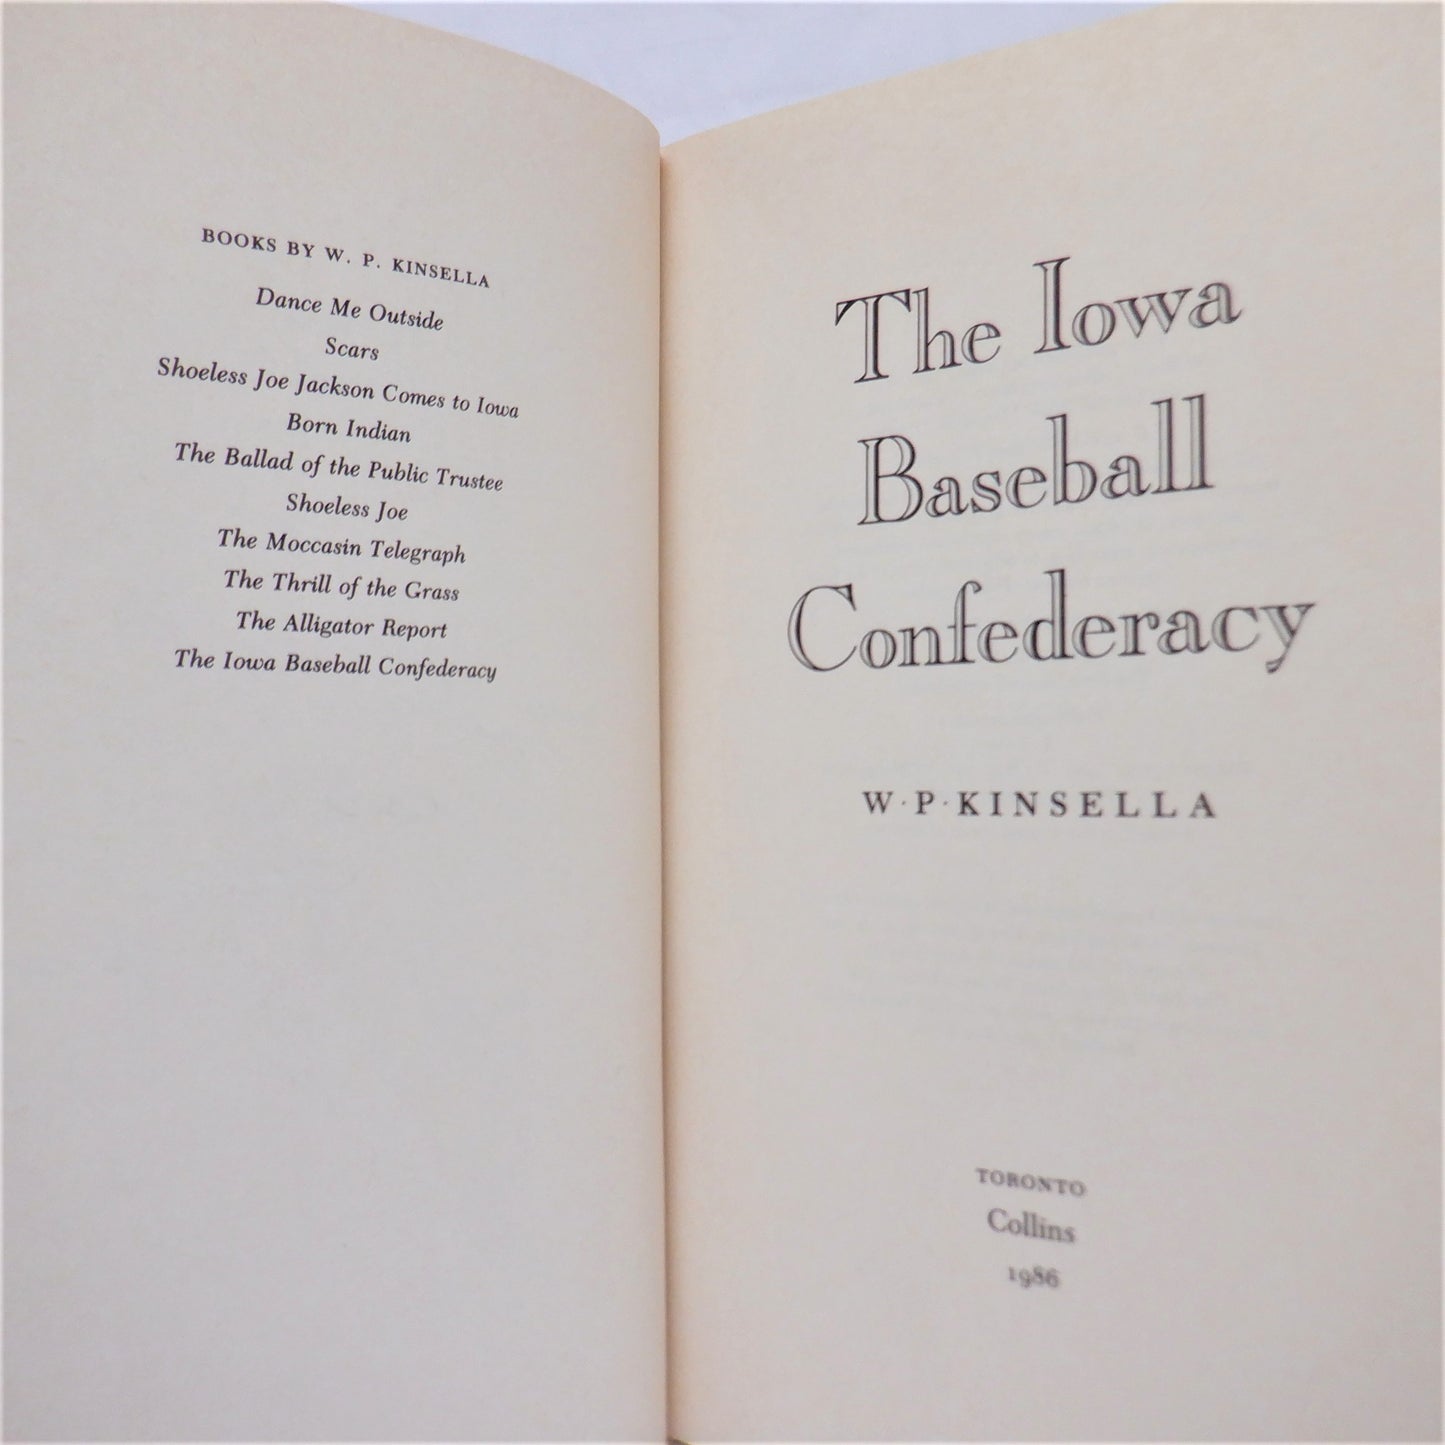 BOOKS BY W. P. KINSELLA
Dance Me Outside
Scars
Shoeless Joe Jackson Comes to Iowa
Born Indian
The Ballad of the Public Trustee
Shoeless Joe
The Moccasin Telegraph
The Thrill of the Grass
The Alligator Report
The Iowa Baseball Confederacy
The Iowa
Baseball
Confederacy
W·P·KINSELLA
TORONTO
Collins
1986